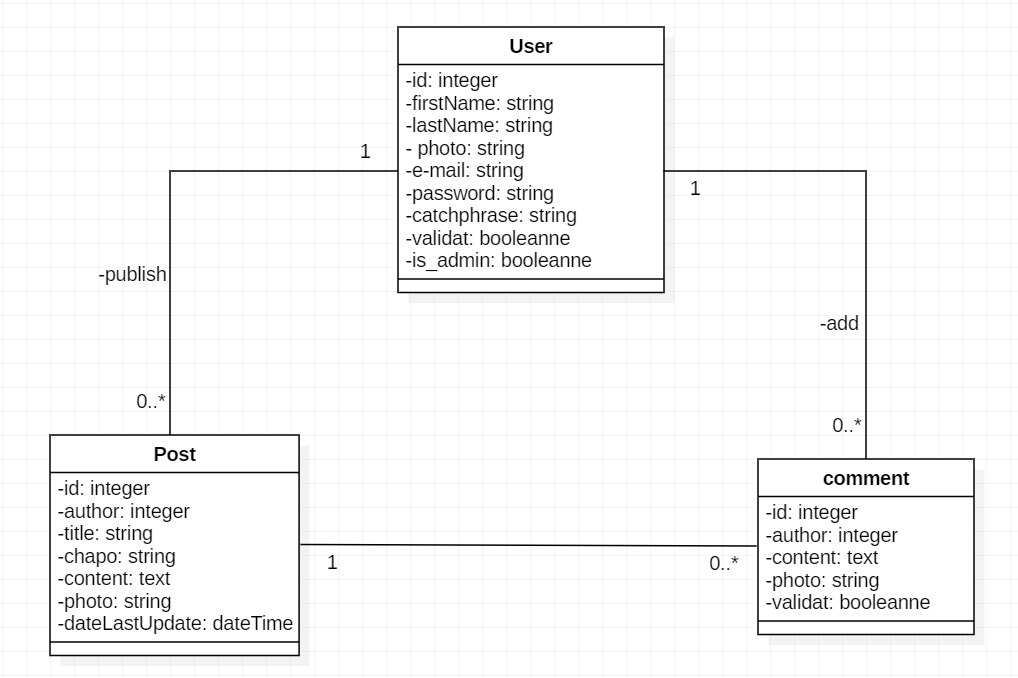 User
-id: integer
-firstName: string
-lastName: string
- photo: string
-e-mail: string
-password: string
-catchphrase: string
-validat: booleanne
-is_admin: booleanne
1
1
-publish
-add
0..*
0..*
Post
-id: integer
-author: integer
-title: string
-chapo: string
-content: text
-photo: string
-dateLastUpdate: dateTime
1
0..*
comment
-id: integer
-author: integer
-content: text
-photo: string
-validat: booleanne